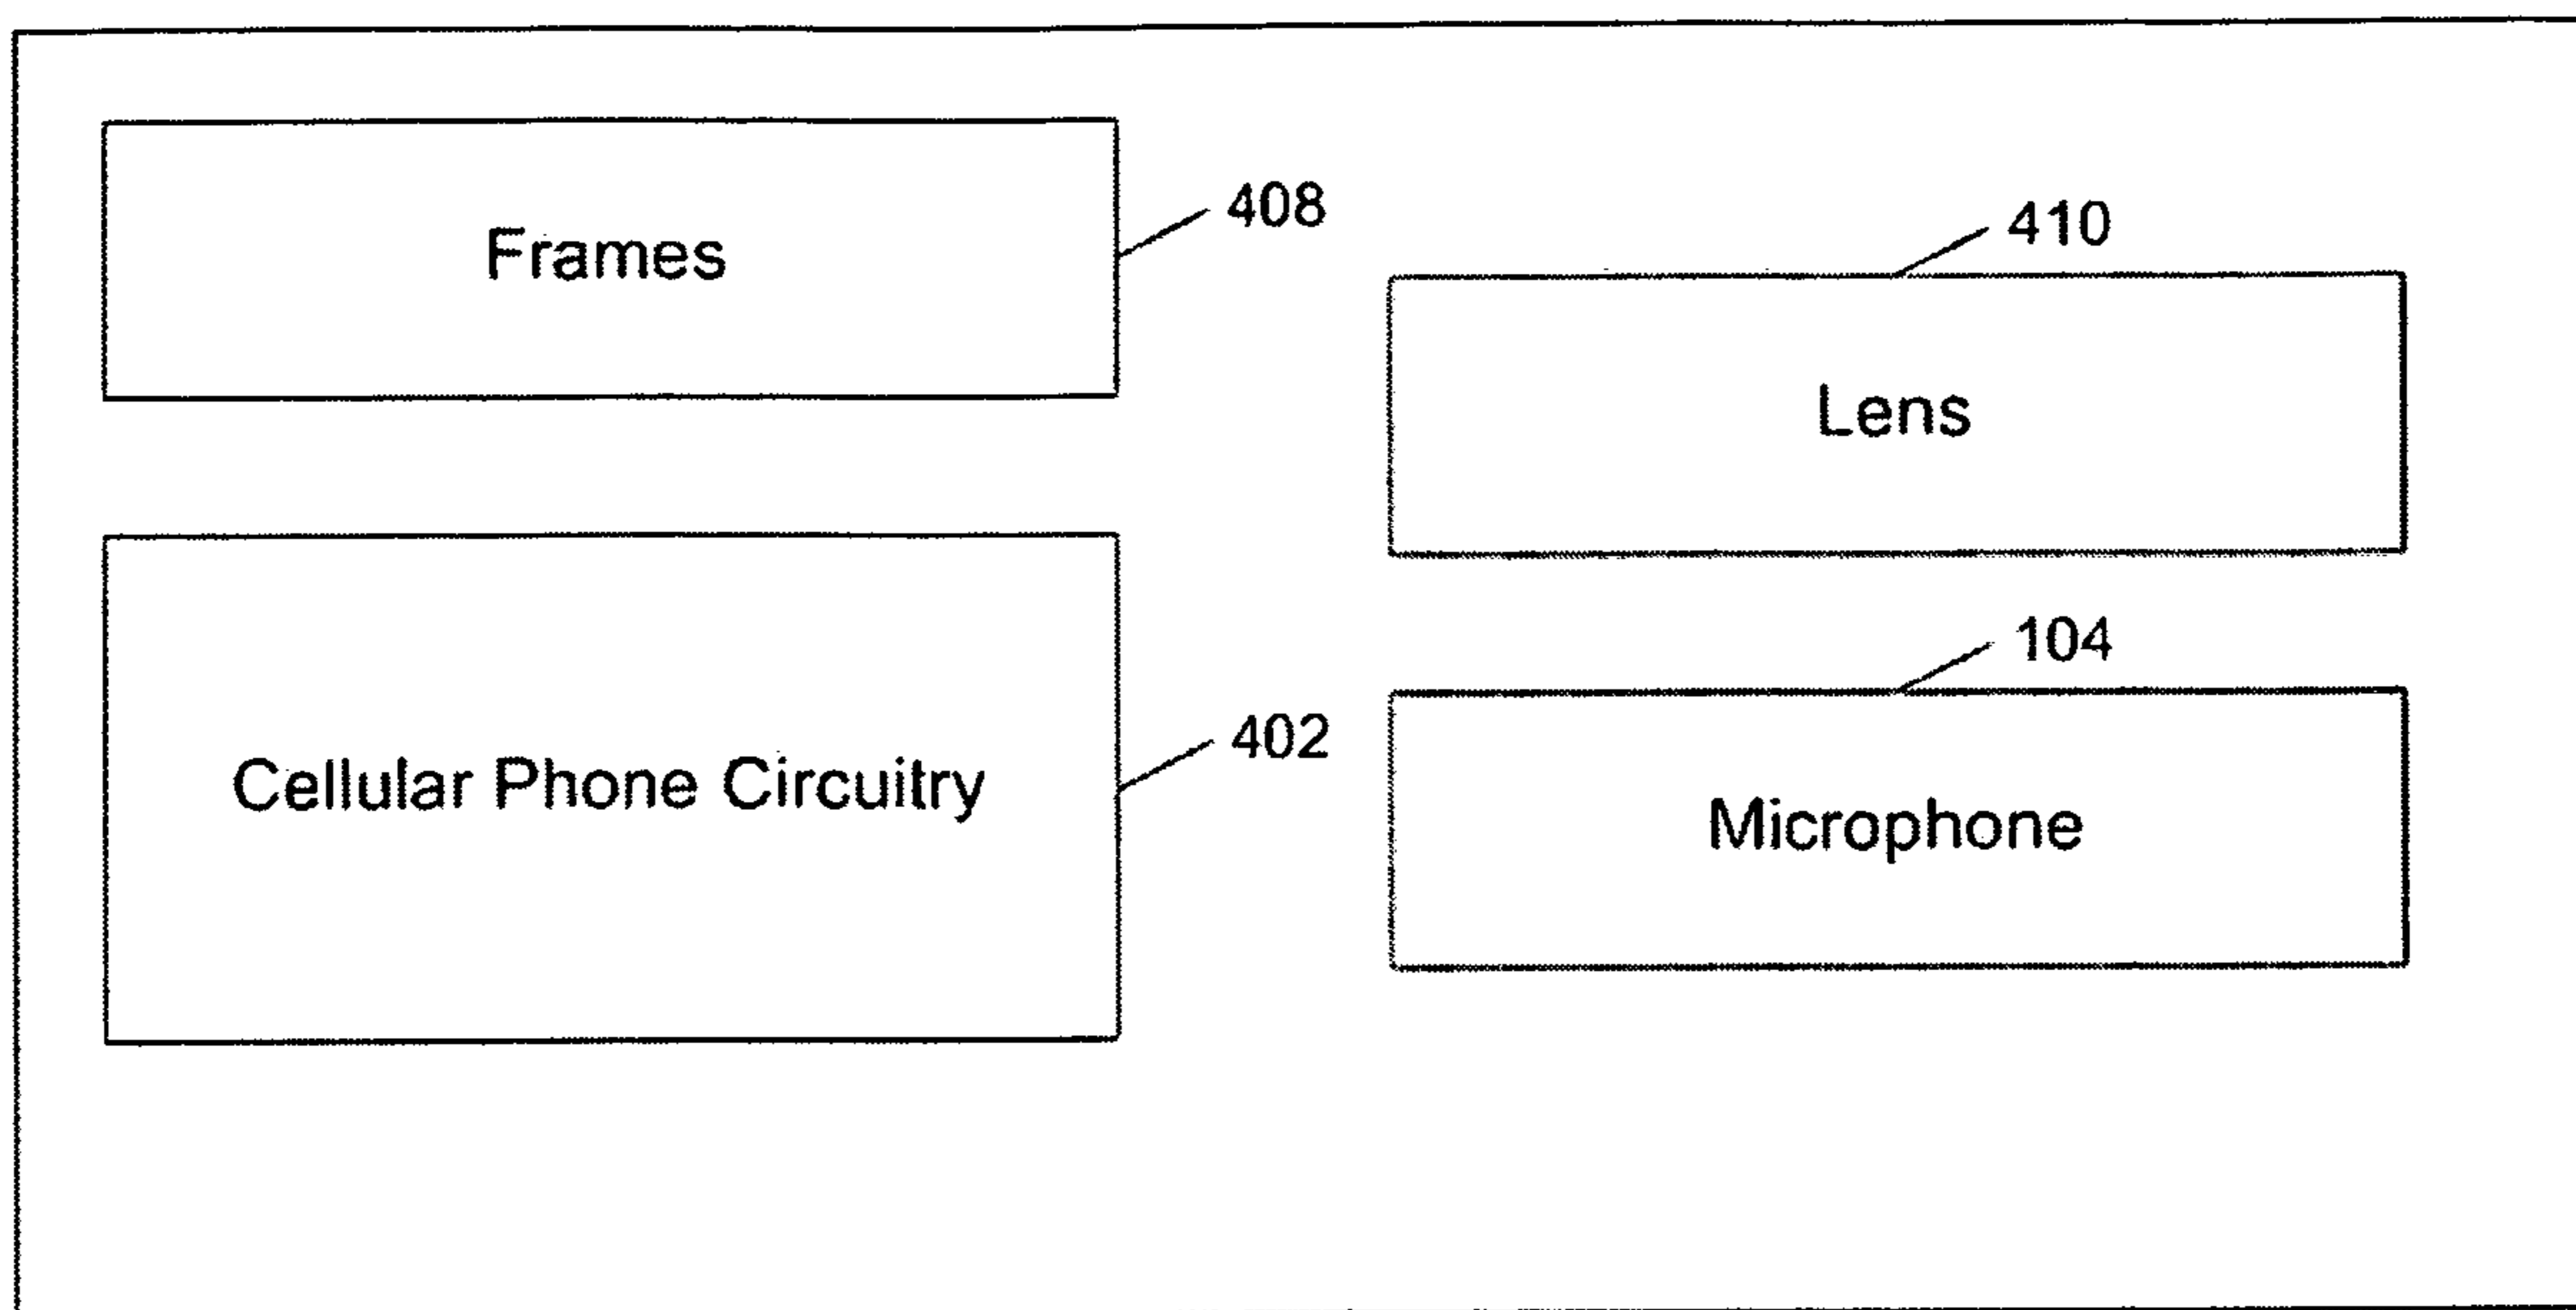 Frames
408
410
Lens
Cellular Phone Circuitry
402
104
Microphone